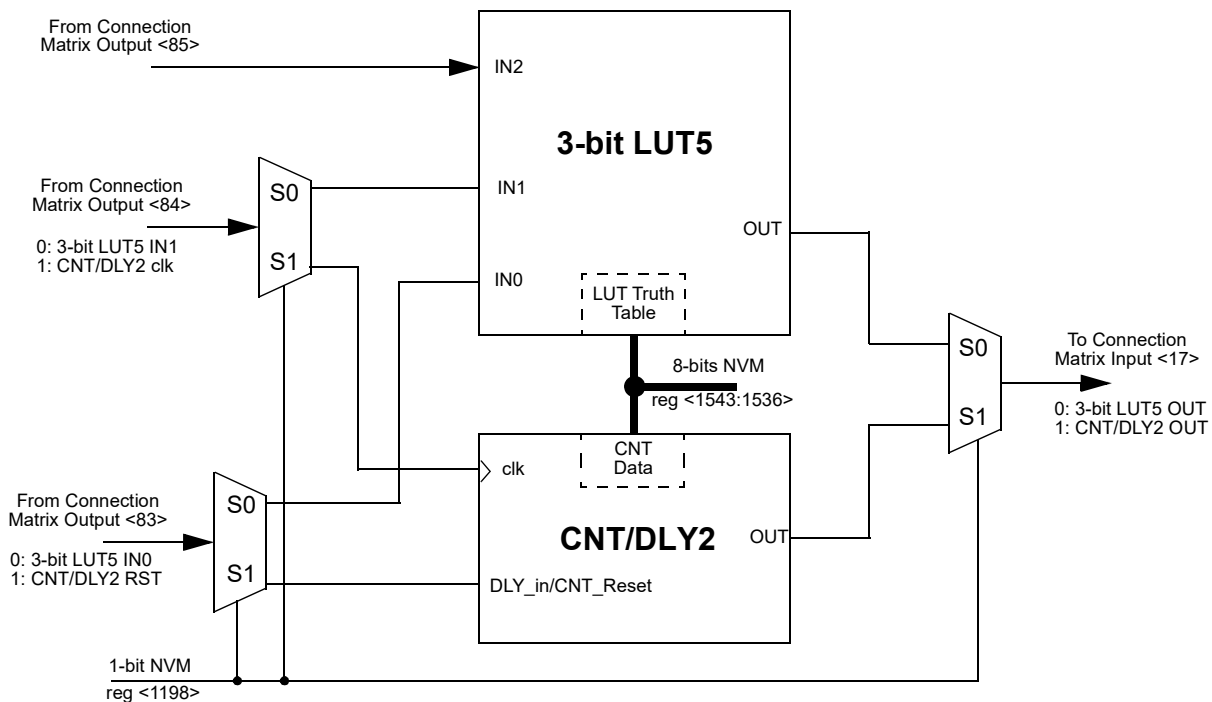 From Connection
Matrix Output <85>
IN2
3-bit LUT5
From Connection
Matrix Output <84>
0: 3-bit LUT5 IN1
1: CNT/DLY2 clk
S0
S1
IN1
IN0
OUT
LUT Truth
Table
8-bits NVM
reg <1543:1536>
S0
S1
To Connection
Matrix Input <17>
0: 3-bit LUT5 OUT
1: CNT/DLY2 OUT
From Connection
Matrix Output <83>
0: 3-bit LUT5 IN0
1: CNT/DLY2 RST
S0
S1
clk
CNT
Data
CNT/DLY2
OUT
DLY_in/CNT_Reset
1-bit NVM
reg <1198>